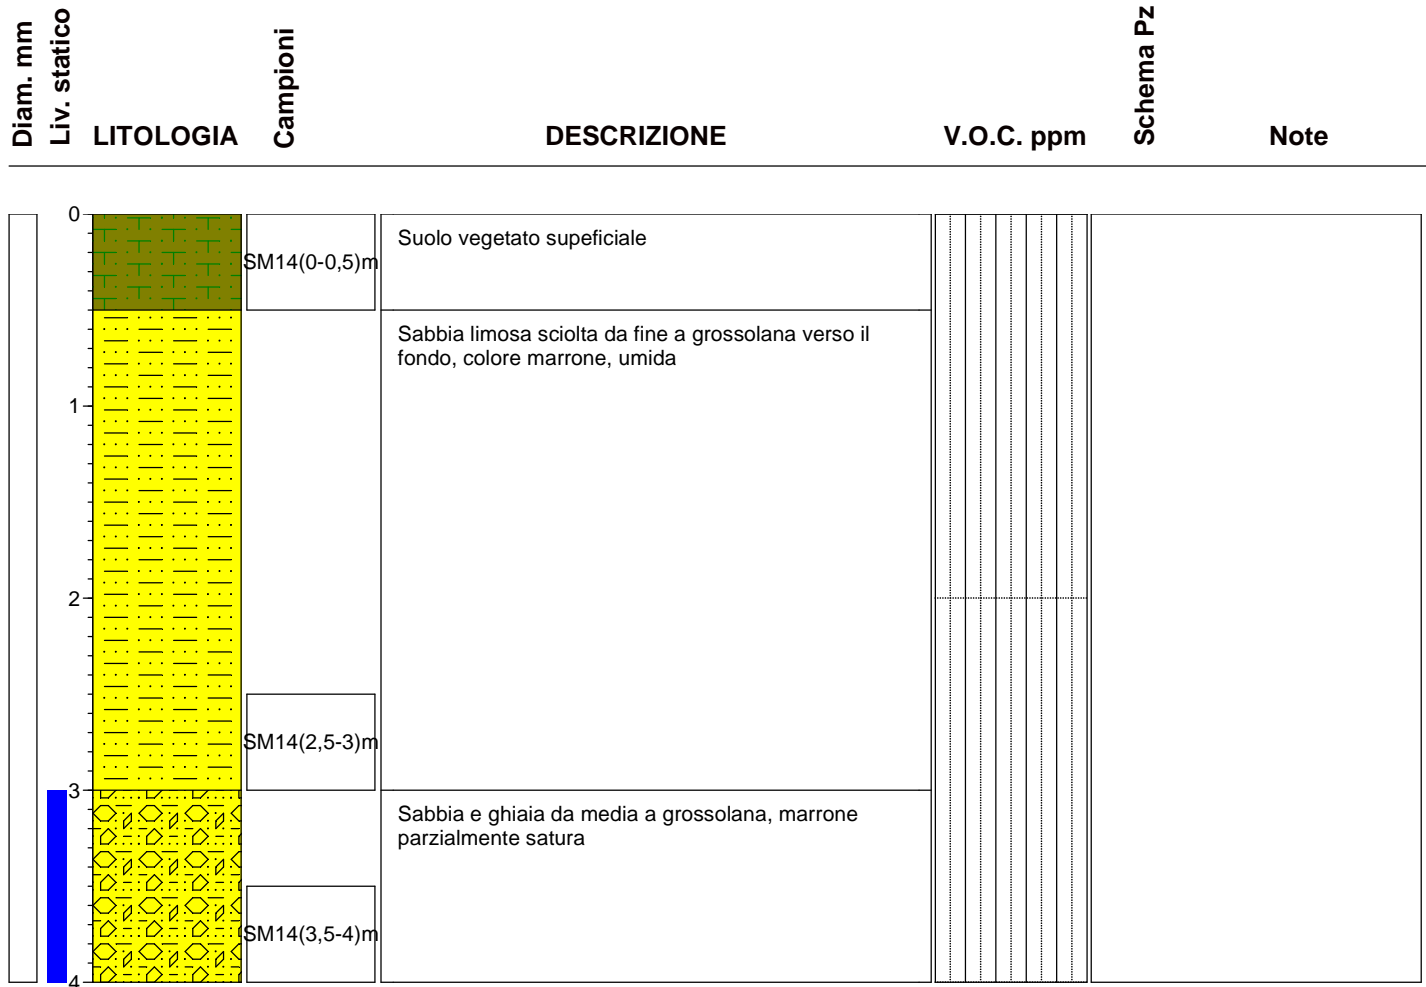 Diam. mm
Liv. statico
LITOLOGIA
Campioni
DESCRIZIONE
V.O.C. ppm
Schema Pz
Note
0
SM14(0-0,5)m
Suolo vegetato supeficiale
Sabbia limosa sciolta da fine a grossolana verso il
fondo, colore marrone, umida
1
2
SM14(2,5-3)m
3
Sabbia e ghiaia da media a grossolana, marrone
parzialmente satura
SM14(3,5-4)m
4